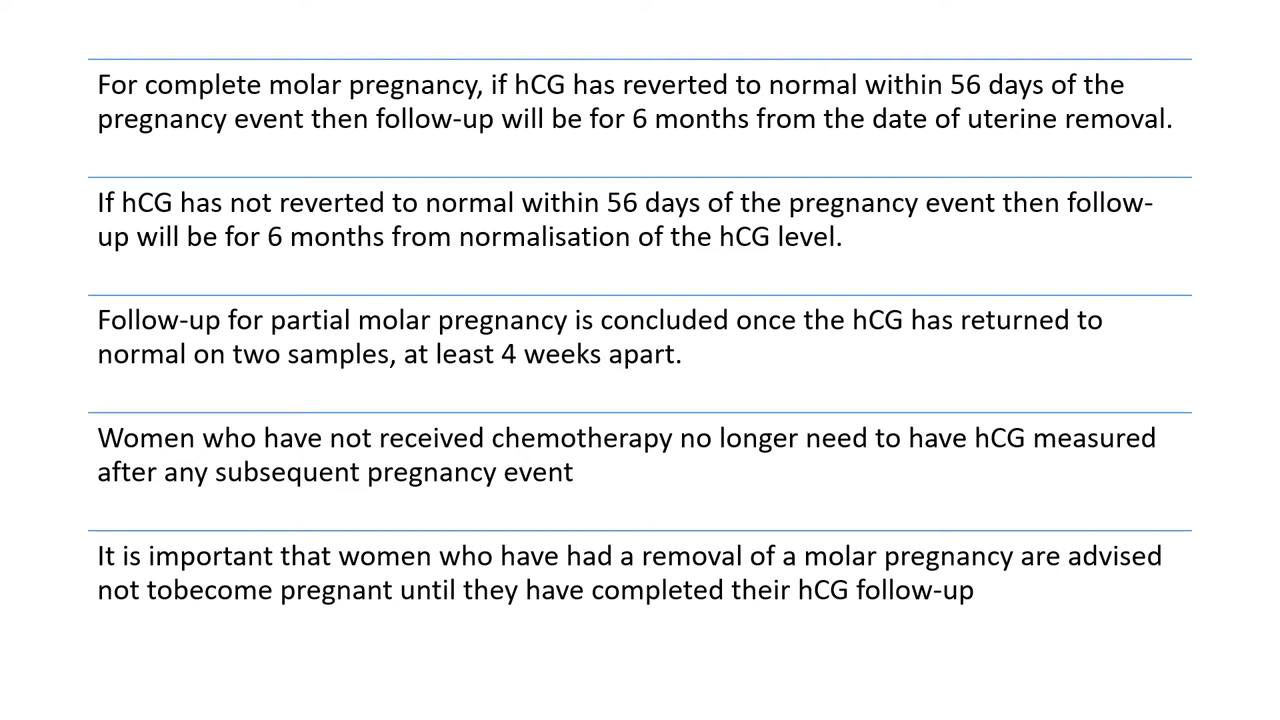 For complete molar pregnancy, if hCG has reverted to normal within 56 days of the
pregnancy event then follow-up will be for 6 months from the date of uterine removal.
If hCG has not reverted to normal within 56 days of the pregnancy event then follow-
up will be for 6 months from normalisation of the hCG level.
Follow-up for partial molar pregnancy is concluded once the hCG has returned to
normal on two samples, at least 4 weeks apart.
Women who have not received chemotherapy no longer need to have hCG measured
after any subsequent pregnancy event
It is important that women who have had a removal of a molar pregnancy are advised
not tobecome pregnant until they have completed their hCG follow-up